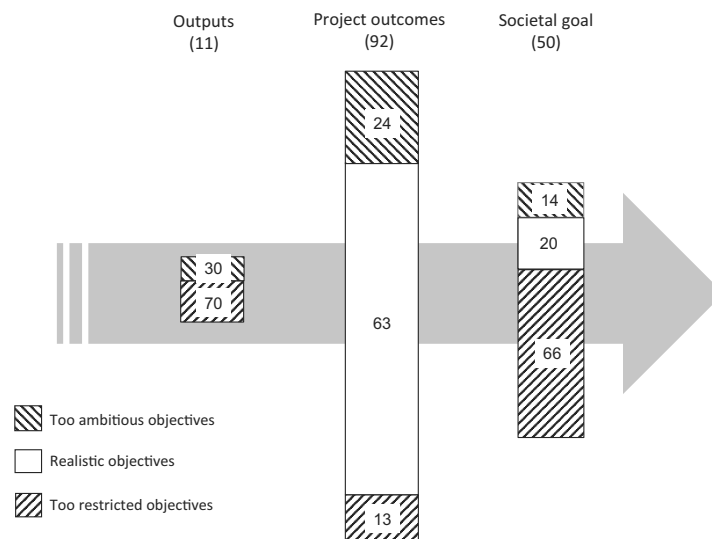 Outputs
(11)
Project outcomes
(92)
Societal goal
(50)
24
14
20
30
70
63
66
13
Too ambitious objectives
Realistic objectives
Too restricted objectives